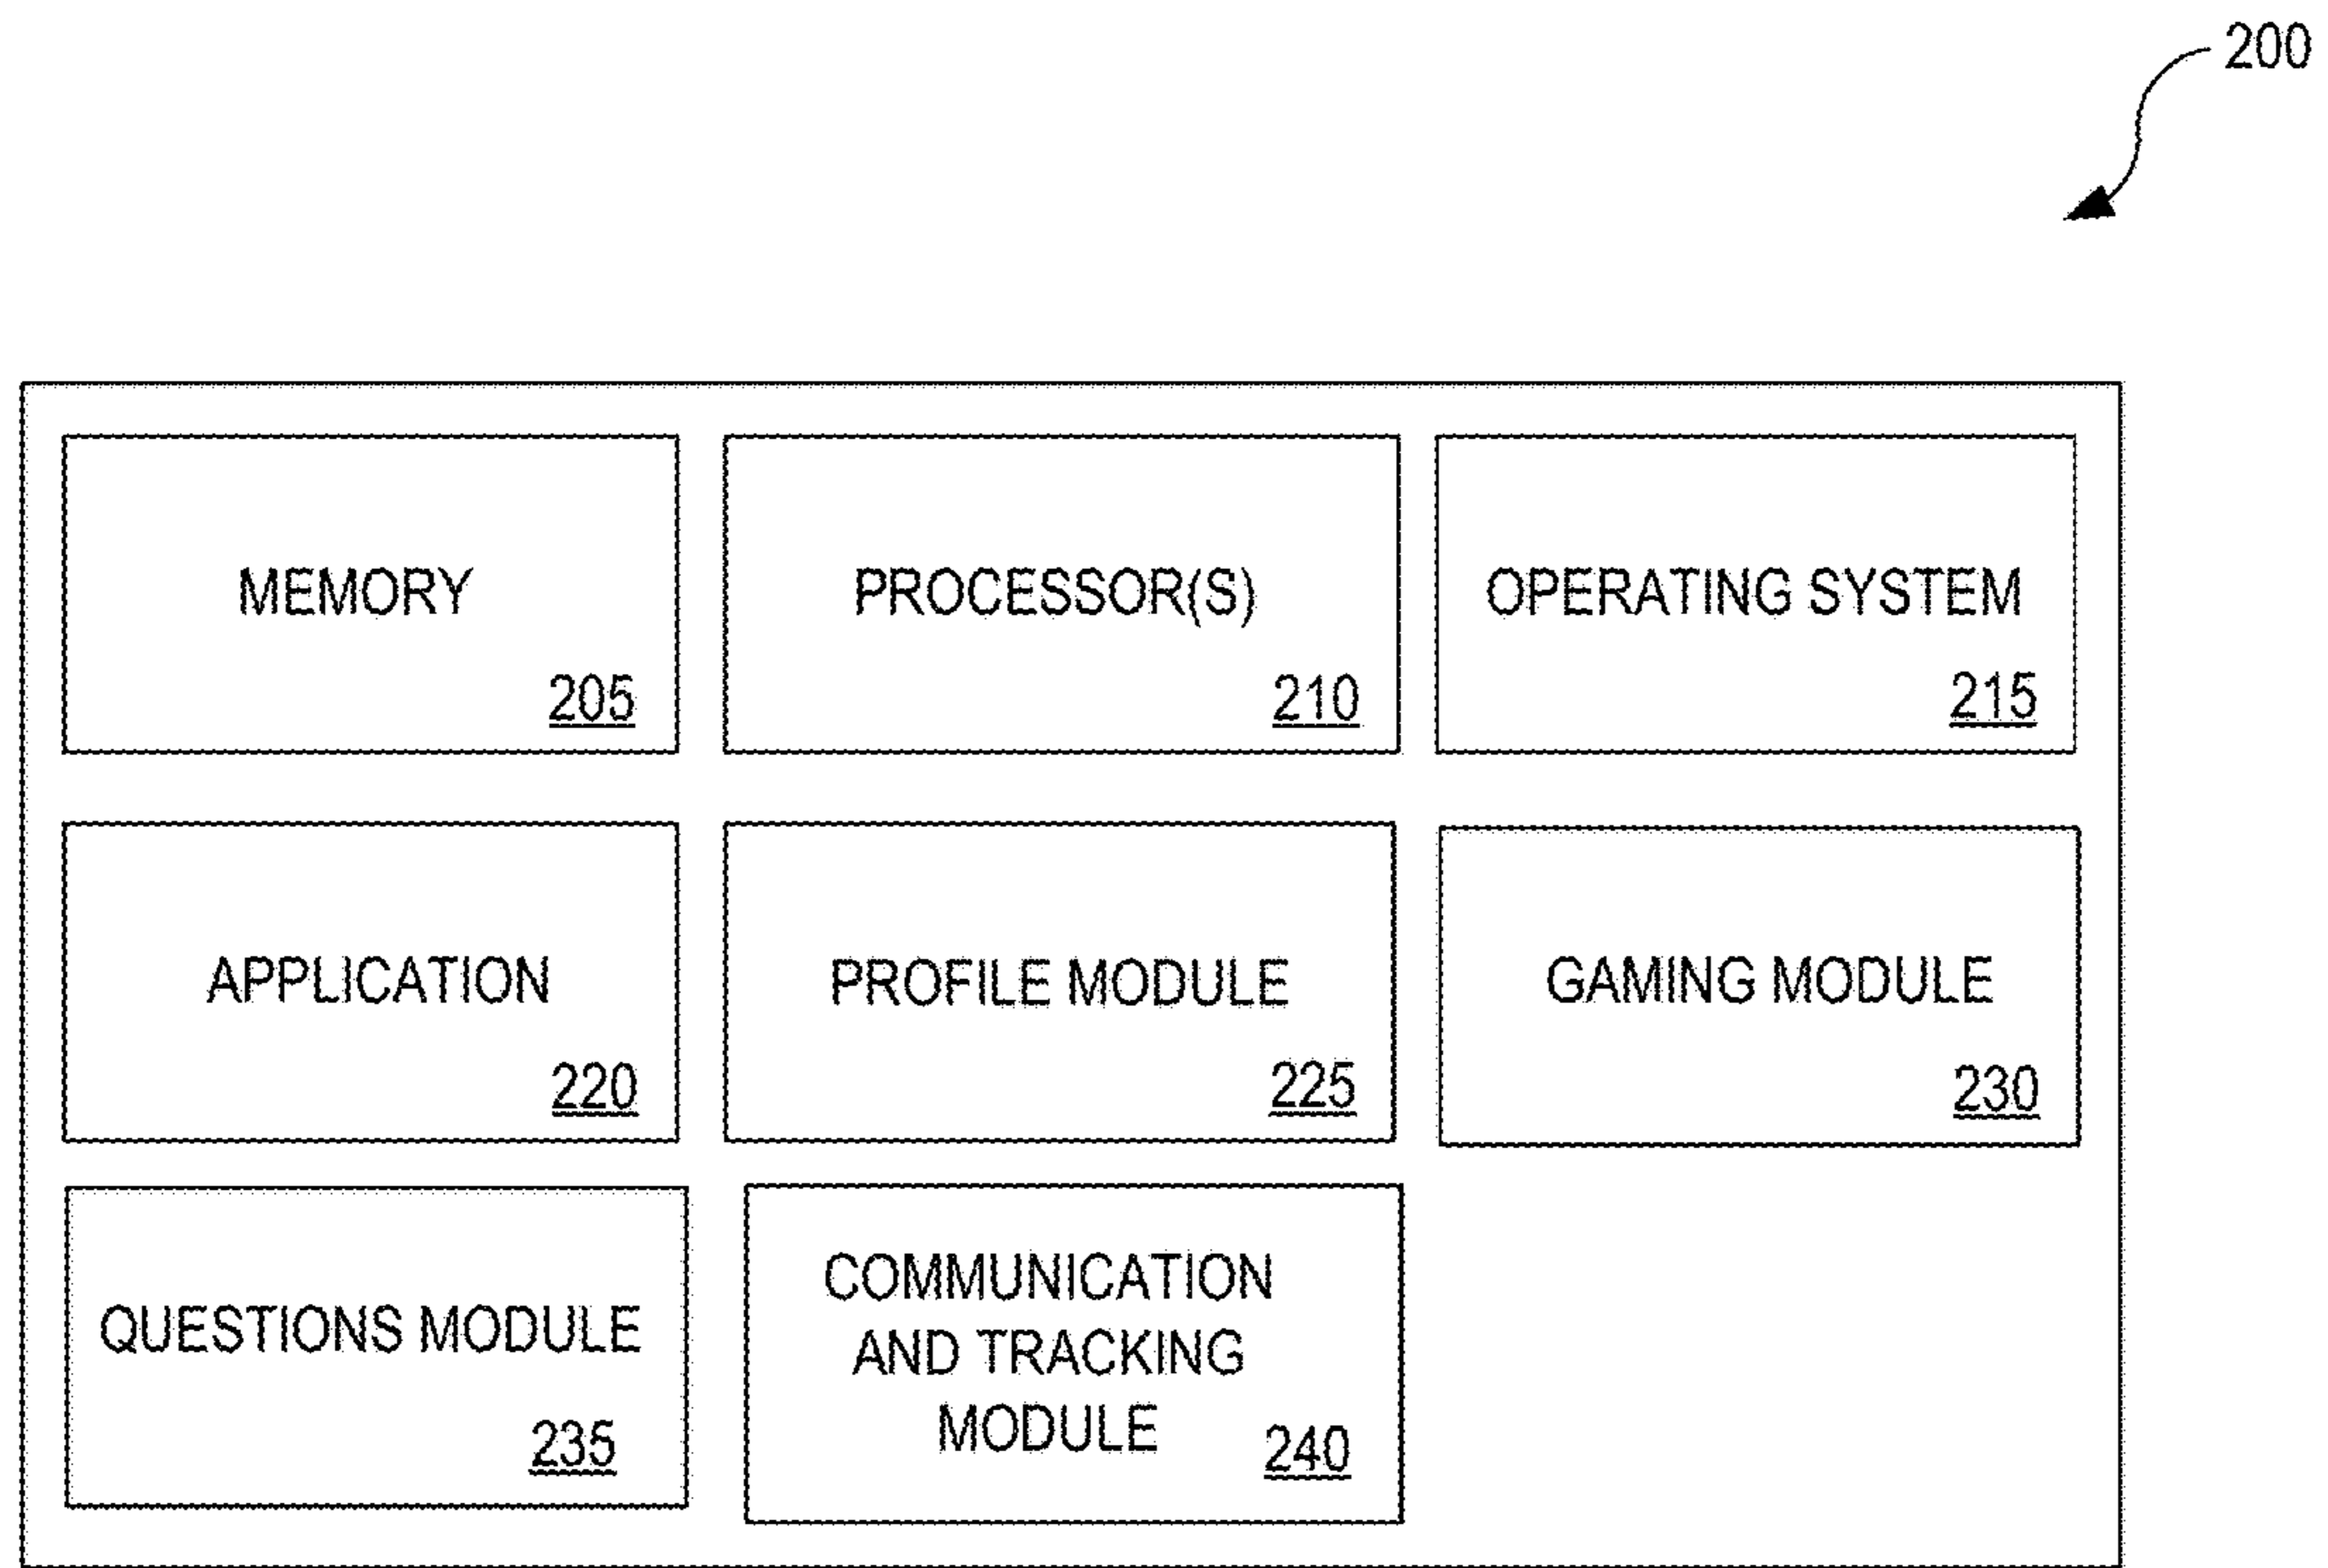 200
MEMORY
205
PROCESSOR(S)
210
OPERATING SYSTEM
215
APPLICATION
220
PROFILE MODULE
225
GAMING MODULE
230
QUESTIONS MODULE
235
COMMUNICATION
AND TRACKING
MODULE
240